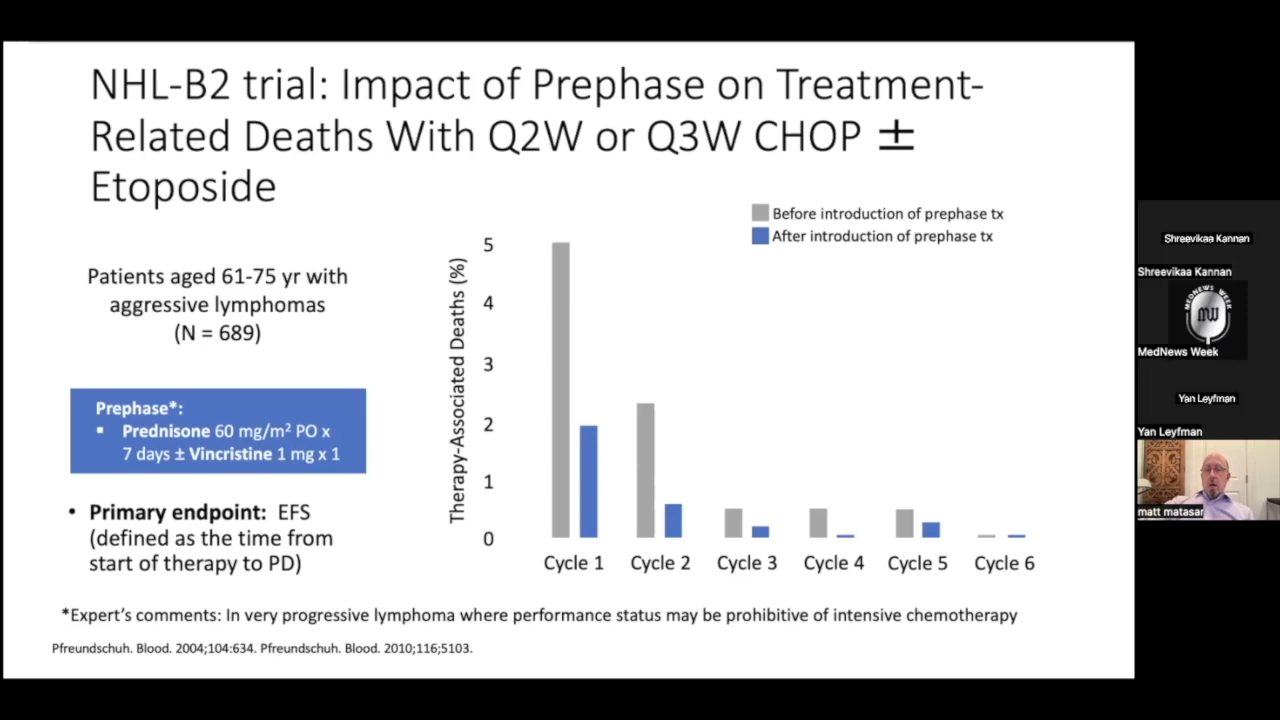 NHL-B2 trial: Impact of Prephase on Treatment-
Related Deaths With Q2W or Q3W CHOP ±
Etoposide
Patients aged 61-75 yr with
aggressive lymphomas
(N = 689)
Prephase*:
▪ Prednisone 60 mg/m² PO x
7 days ± Vincristine 1 mg x 1
• Primary endpoint: EFS
(defined as the time from
start of therapy to PD)
Before introduction of prephase tx
After introduction of prephase tx
Therapy-Associated Deaths (%)
5
4
3
2
1
0
Cycle 1 Cycle 2 Cycle 3 Cycle 4 Cycle 5 Cycle 6
*Expert's comments: In very progressive lymphoma where performance status may be prohibitive of intensive chemotherapy
Pfreundschuh. Blood. 2004;104:634. Pfreundschuh. Blood. 2010;116;5103.
Shreevikaa Kannan
Shreevikaa Kannan
MEDNEWS WEEK
MW
MedNews Week
Yan Leyfman
Yan Leyfman
matt matasar